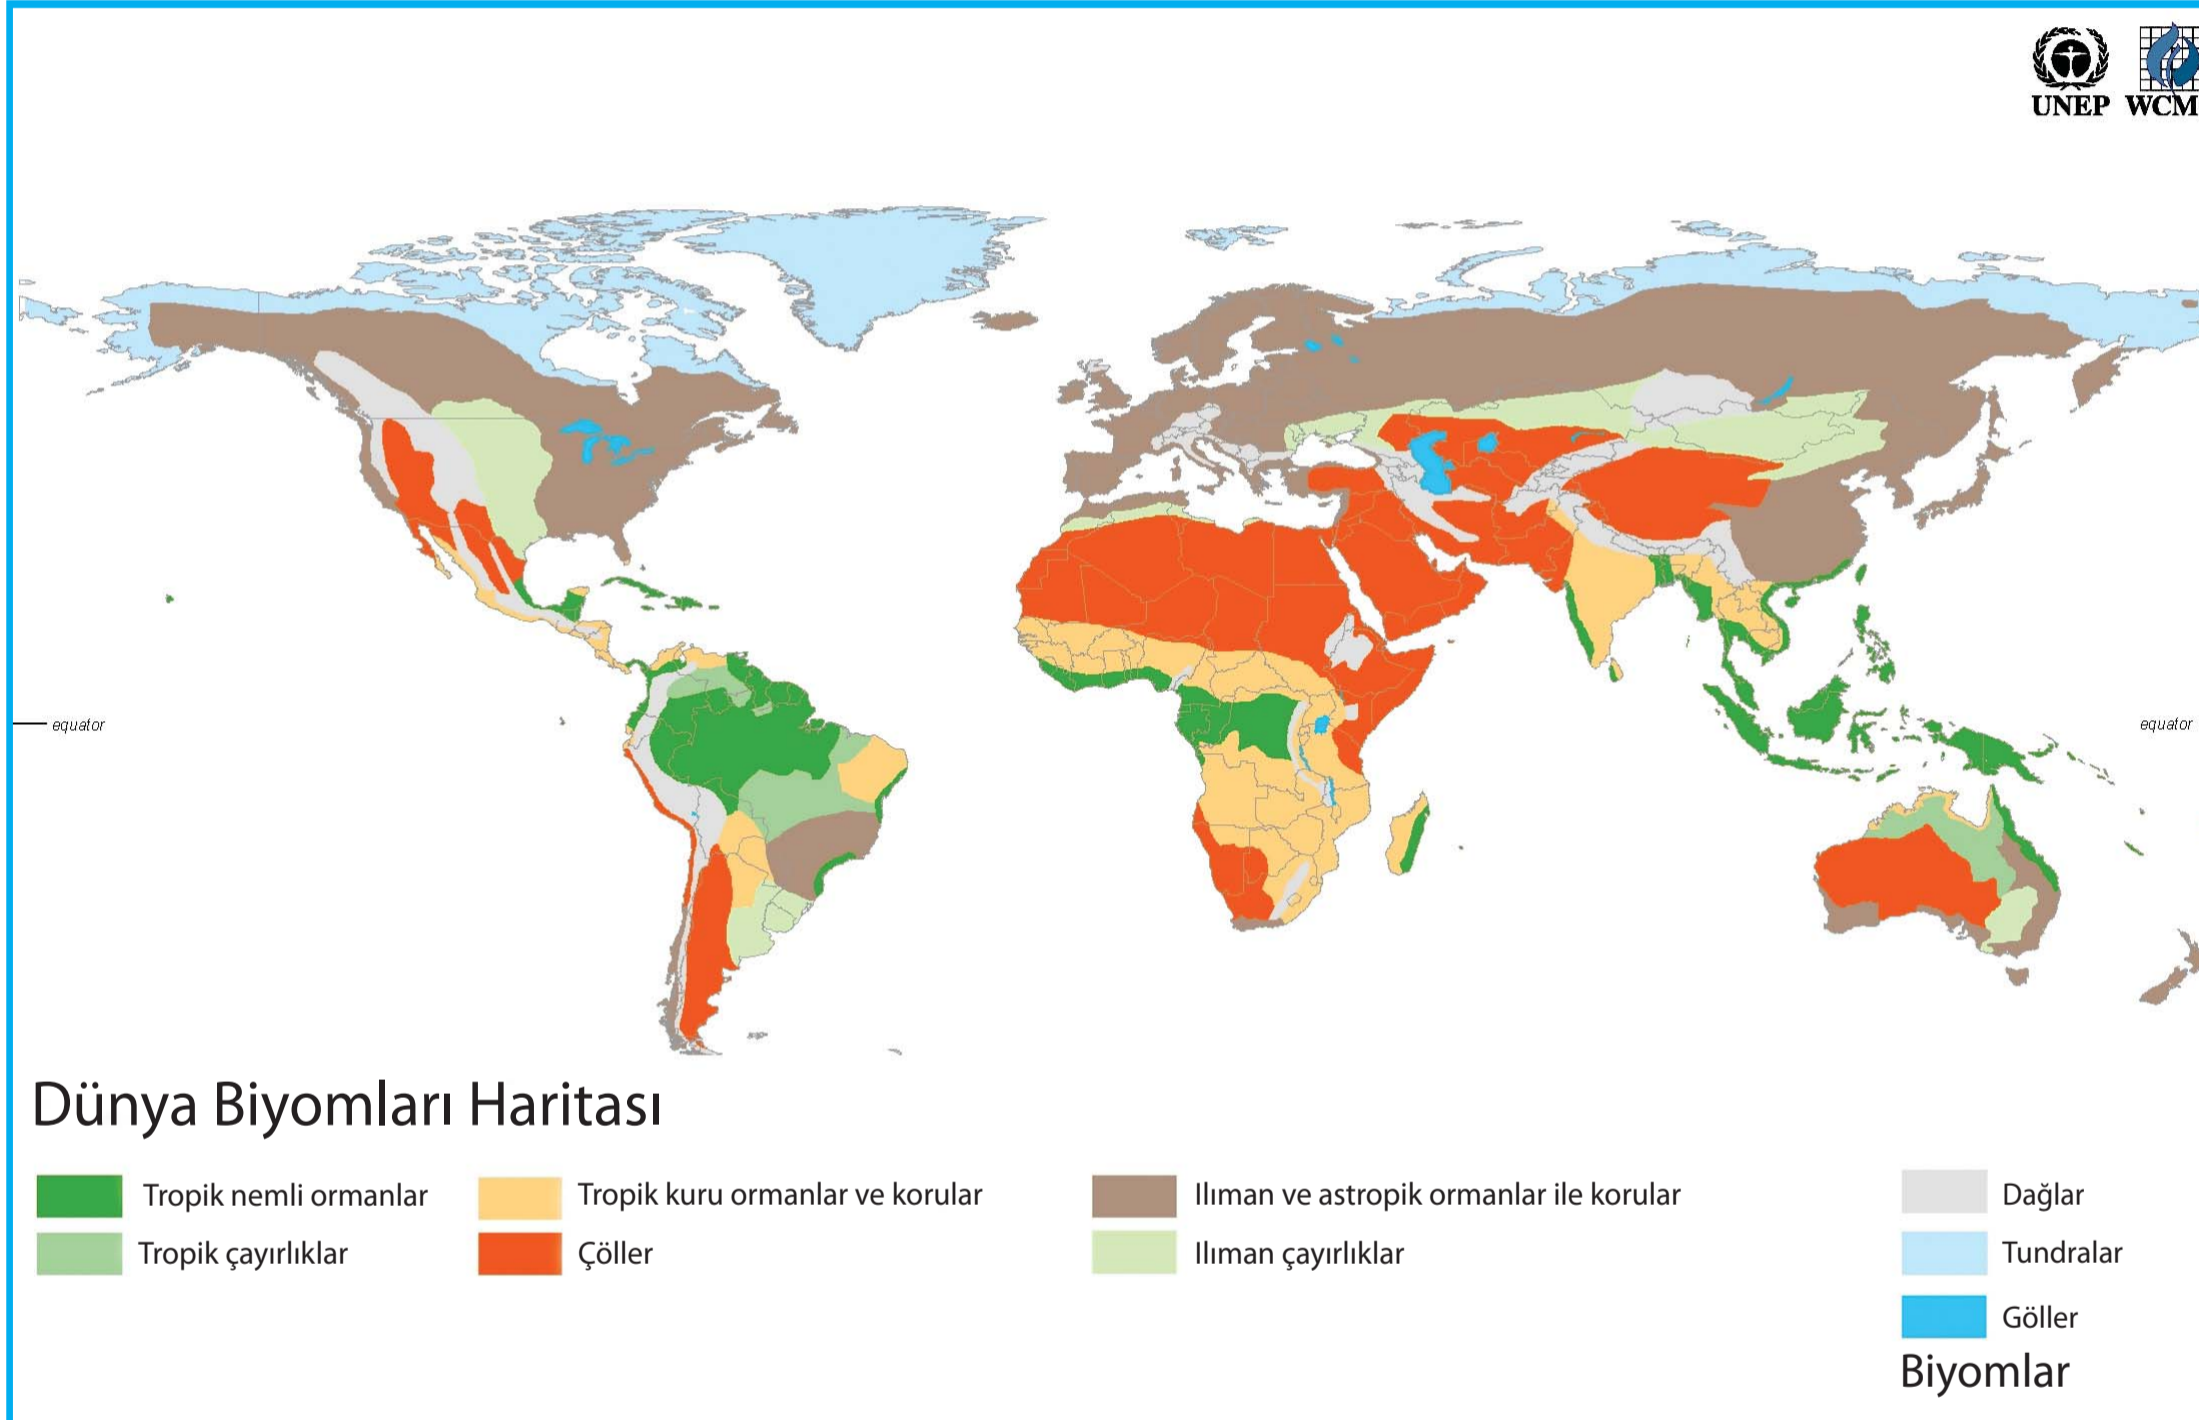 UNEP WCM
equator
equator
Dünya Biyomları Haritası
Tropik nemli ormanlar
Tropik kuru ormanlar ve korular
Ilıman ve astropik ormanlar ile korular
Dağlar
Tropik çayırlıklar
Çöller
Ilıman çayırlıklar
Tundralar
Göller
Biyomlar